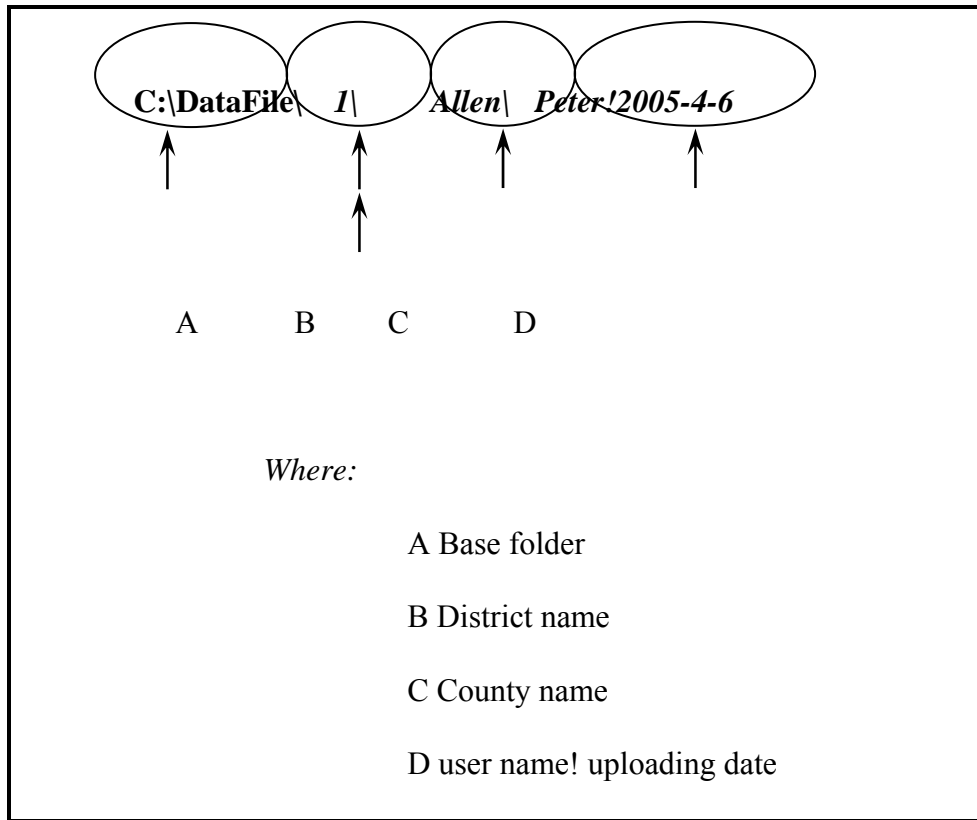 C:\DataFile\ 1\ Allen\ Peter!2005-4-6
A B C D
Where:
A Base folder
B District name
C County name
D user name! uploading date